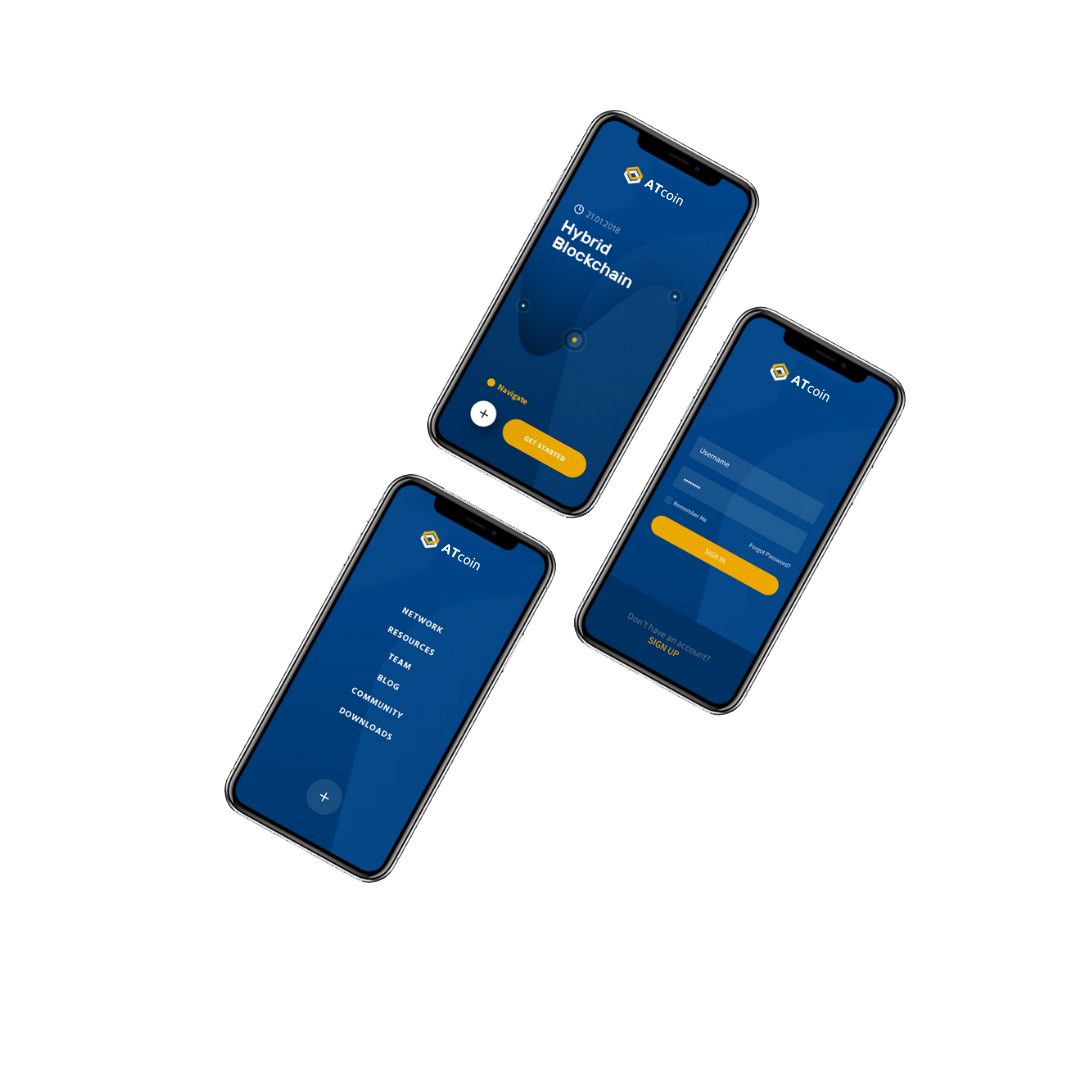 ATcoin
21.01.2018
Hybrid
Blockchain
Navigate
GET STARTED
ATcoin
Username
Remember Me
Forgot Password?
SIGN IN
Don't have an account?
SIGN UP
ATcoin
NETWORK
RESOURCES
TEAM
BLOG
COMMUNITY
DOWNLOADS